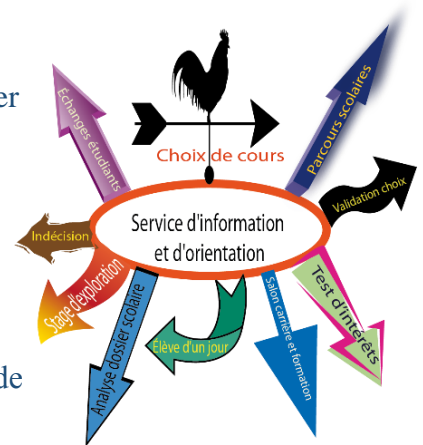 er
Échanges étudiants
Choix de cours
Parcours scolaires
Validation choix
Service d'information
et d'orientation
Indécision
Stage d'exploration
Analyse dossier scolaire
Élève d'un jour
Salon carrière et formation
Test d'intérêts
de